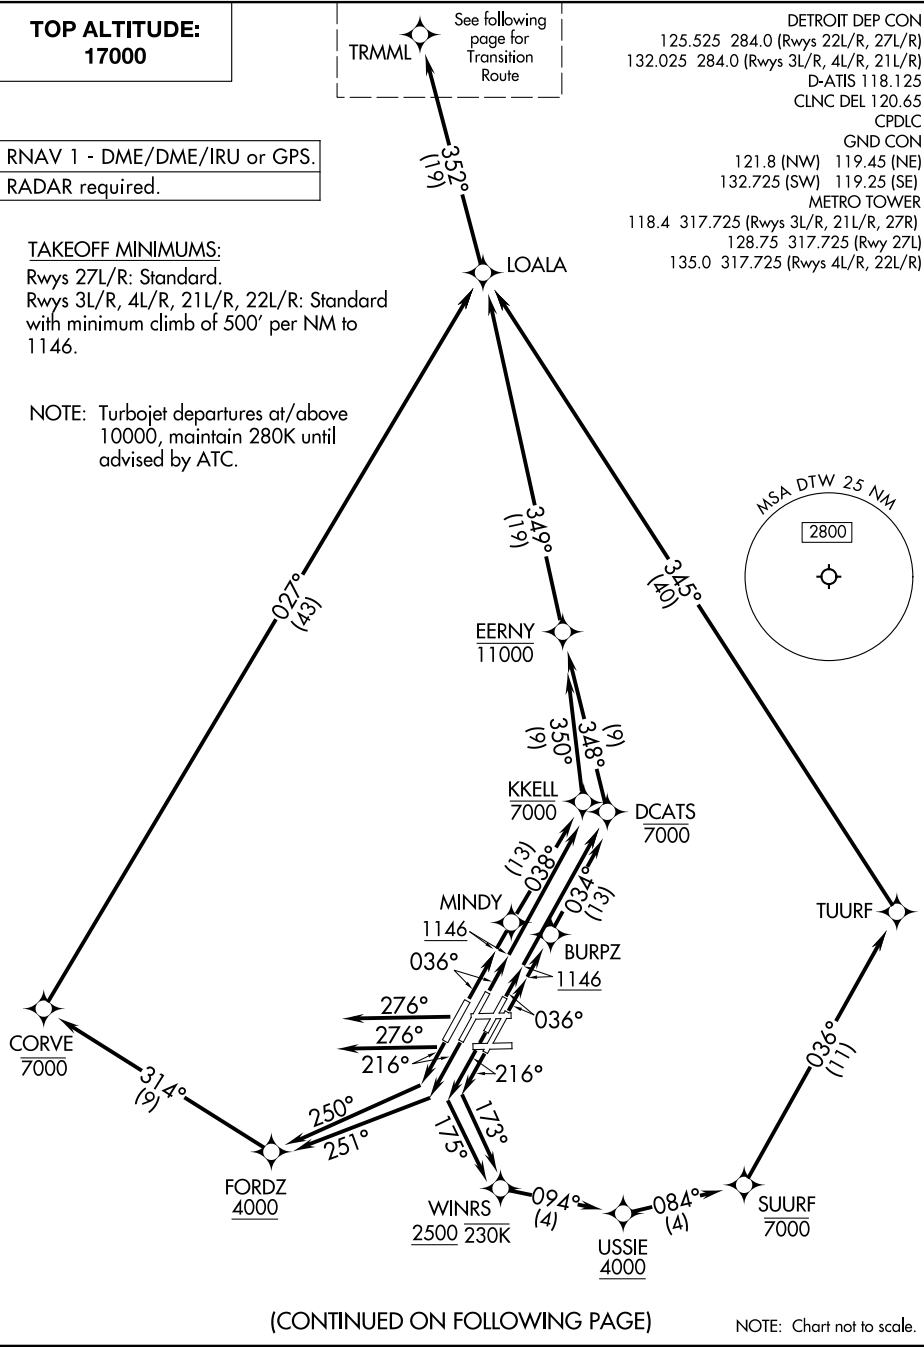 TOP ALTITUDE:
17000
TRMML
See following
page for
Transition
Route
DETROIT DEP CON
125.525 284.0 (Rwys 22L/R, 27L/R)
132.025 284.0 (Rwys 3L/R, 4L/R, 21L/R)
D-ATIS 118.125
CLNC DEL 120.65
CPDLC
GND CON
121.8 (NW) 119.45 (NE)
132.725 (SW) 119.25 (SE)
METRO TOWER
118.4 317.725 (Rwys 3L/R, 21L/R, 27R)
128.75 317.725 (Rwy 27L)
135.0 317.725 (Rwys 4L/R, 22L/R)
RNAV 1 - DME/DME/IRU or GPS.
RADAR required.
352°
(19)
TAKEOFF MINIMUMS:
Rwys 27L/R: Standard.
Rwys 3L/R, 4L/R, 21L/R, 22L/R: Standard
with minimum climb of 500' per NM to
1146.
LOALA
NOTE: Turbojet departures at/above
10000, maintain 280K until
advised by ATC.
MSA DTW 25 NM
2800
349°
(19)
345°
(40)
027°
(43)
EERNY
11000
350°
(9)
348°
(9)
KKELL
7000
DCATS
7000
(13)
038°
034°
(13)
MINDY
1146
BURPZ
1146
036°
036°
TUURF
276°
276°
216°
216°
CORVE
7000
314°
(9)
250°
251°
175°
173°
036°
(11)
FORDZ
4000
WINRS
2500 230K
094°
(4)
084°
(4)
USSIE
4000
SUURF
7000
(CONTINUED ON FOLLOWING PAGE)
NOTE: Chart not to scale.